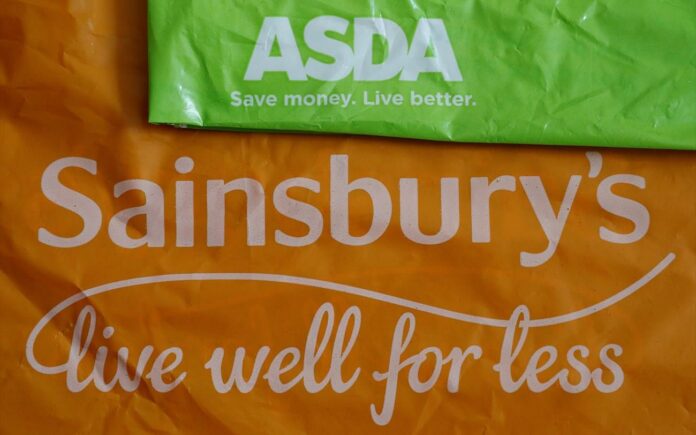 ASDA
Save money. Live better.
Sainsbury's
live well for less